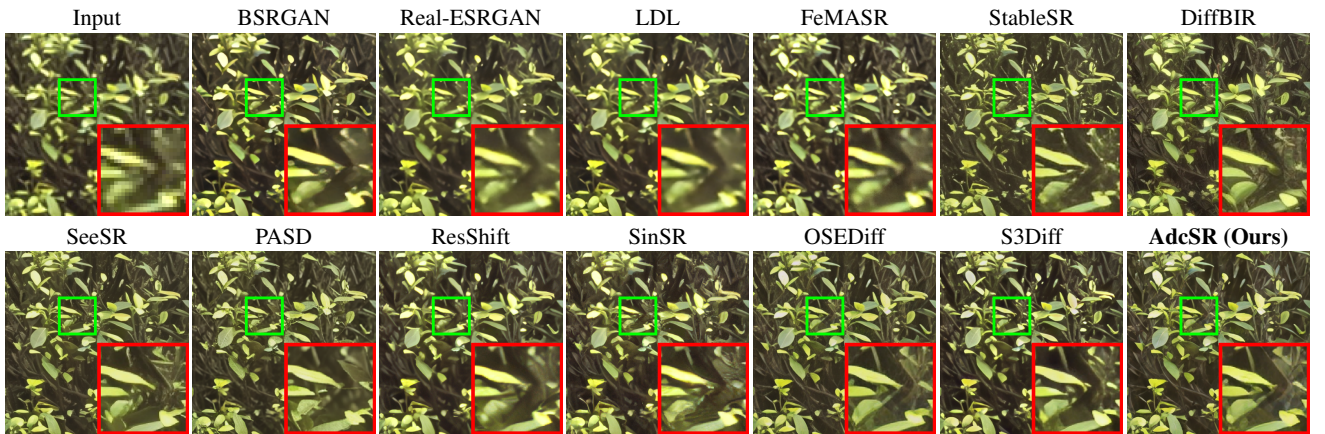 Input BSRGAN Real-ESRGAN LDL FeMASR StableSR DiffBIR
SeeSR PASD ResShift SinSR OSEDiff S3Diff AdcSR (Ours)